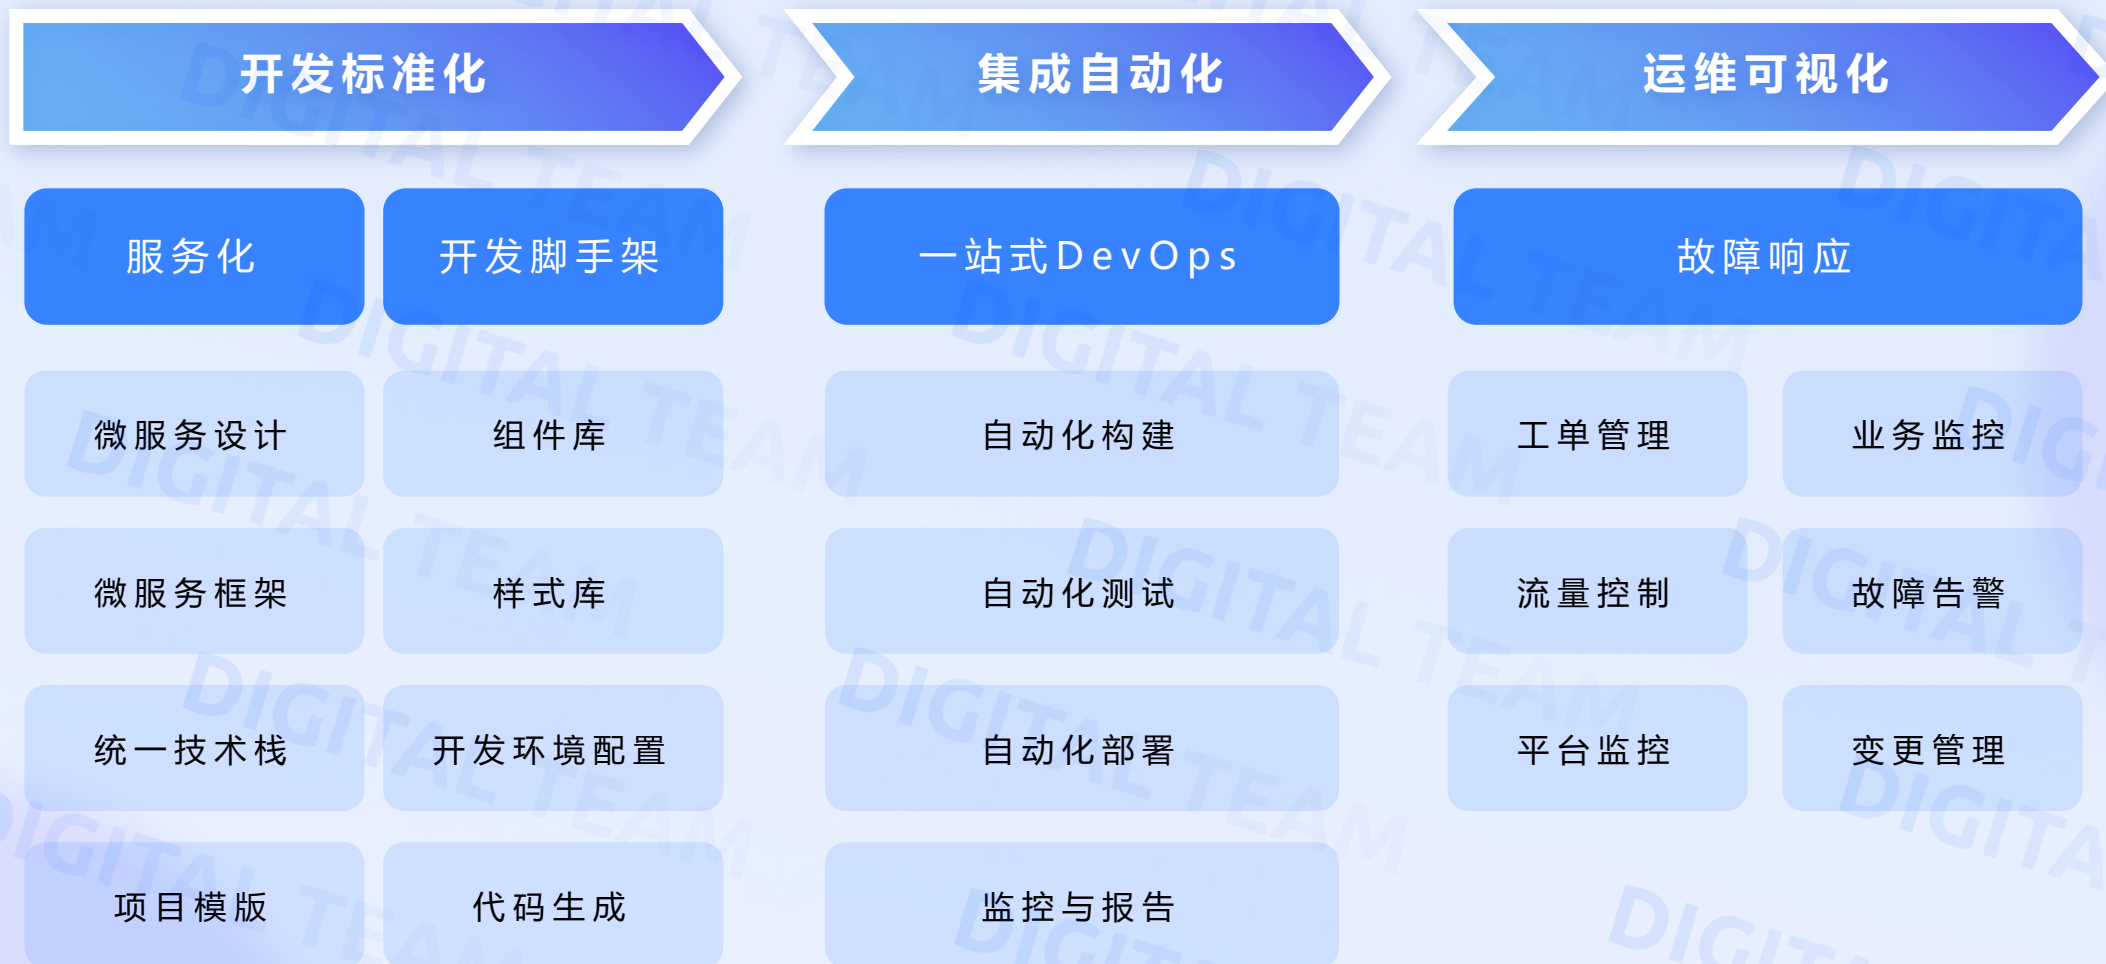 开发标准化
集成自动化
运维可视化
服务化
开发脚手架
一站式DevOps
故障响应
微服务设计
组件库
自动化构建
工单管理
业务监控
微服务框架
样式库
自动化测试
流量控制
故障告警
统一技术栈
开发环境配置
自动化部署
平台监控
变更管理
项目模版
代码生成
监控与报告
DIGITAL TEAM